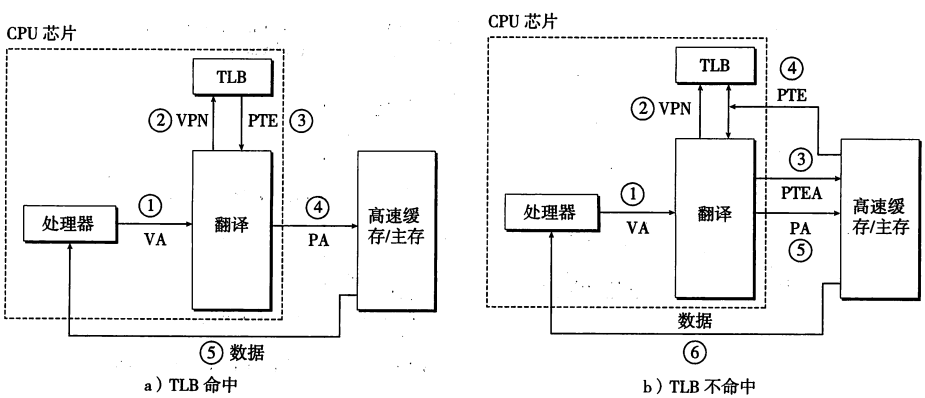 CPU 芯片
TLB
② VPN
PTE ③
①
VA
处理器
翻译
④
PA
高速缓
存/主存
⑤ 数据
a）TLB 命中
CPU 芯片
TLB
④
PTE
② VPN
③
PTEA
①
VA
处理器
翻译
PA
⑤
高速缓
存/主存
数据
⑥
b）TLB 不命中